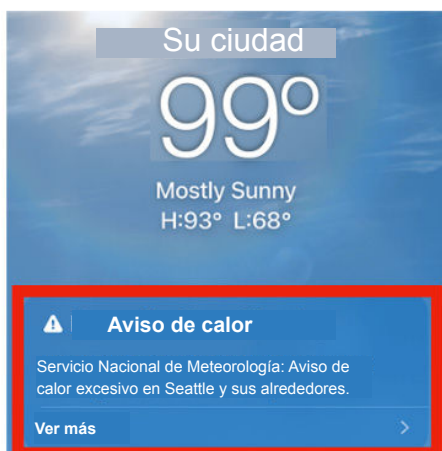 Su ciudad
99°
Mostly Sunny
H:93° L:68°
Aviso de calor
Servicio Nacional de Meteorología: Aviso de
calor excesivo en Seattle y sus alrededores.
Ver más